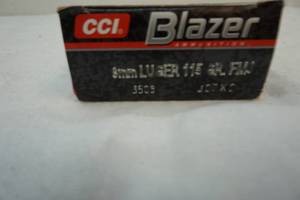 CCI Blazer
AMMUNITION
9mm LUGER 115 GR. FMJ
3509